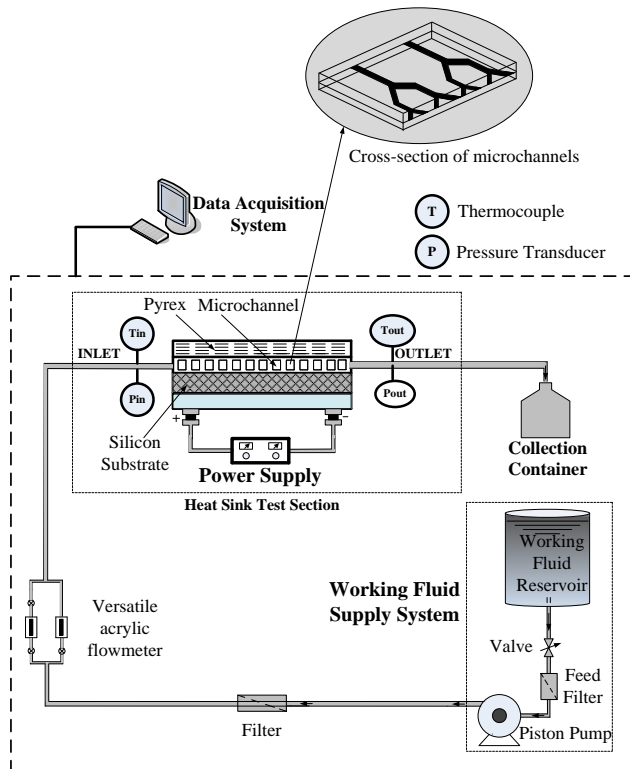 Cross-section of microchannels
Data Acquisition
System
T
Thermocouple
P
Pressure Transducer
Pyrex
Microchannel
Tin
Tout
INLET
OUTLET
Pin
Pout
+
−
Silicon
Substrate
Power Supply
Collection
Container
Heat Sink Test Section
Working
Fluid
Reservoir
Working Fluid
Supply System
Versatile
acrylic
flowmeter
Valve
Feed
Filter
Filter
Piston Pump